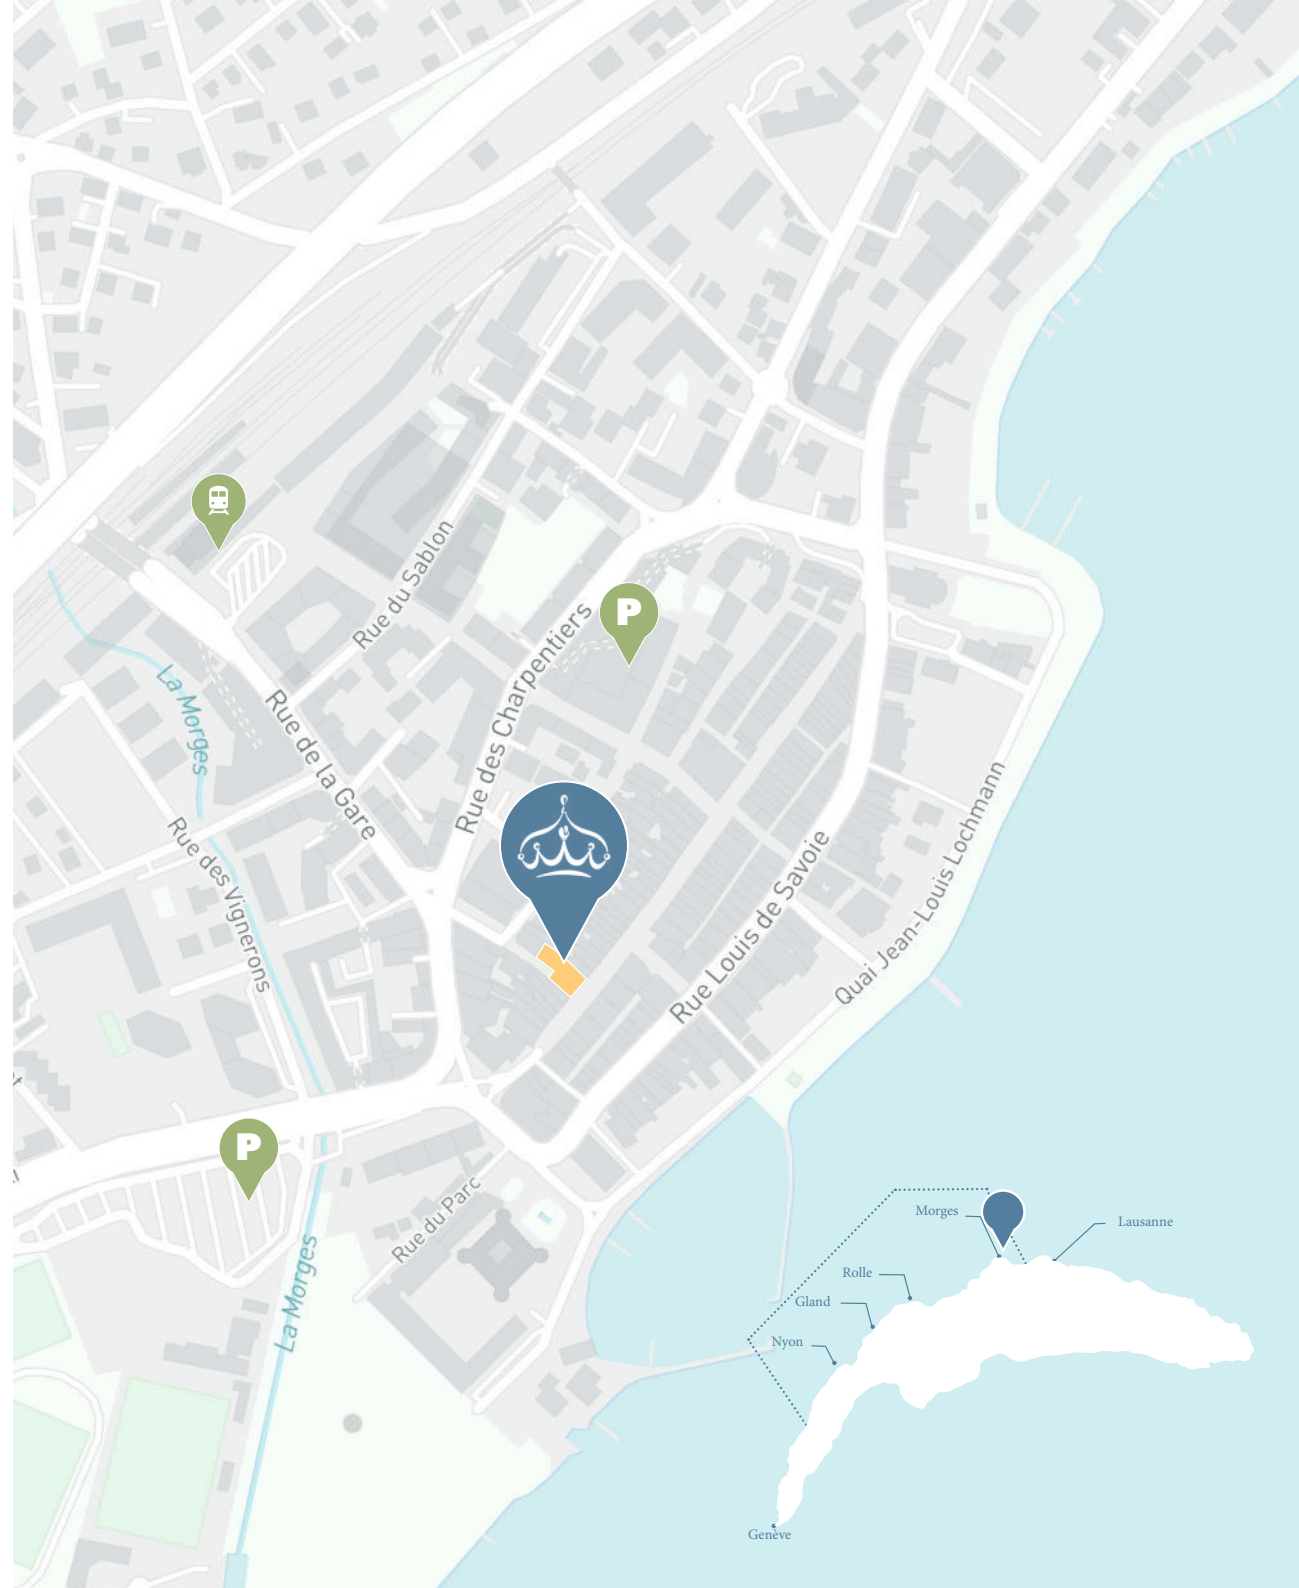 Rue du Sablon
P
Rue des Charpentiers
La Morges
Rue de la Gare
Rue des Vignerons
Rue Louis de Savoie
Quai Jean-Louis Lochmann
P
Rue du Parc
La Morges
Morges
Lausanne
Rolle
Gland
Nyon
Genève